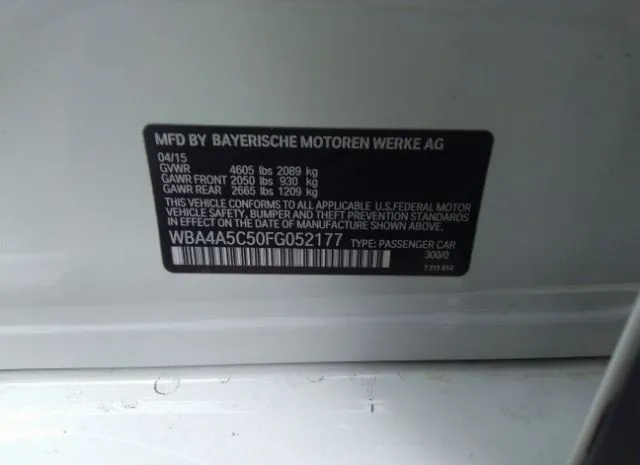 MFD BY BAYERISCHE MOTOREN WERKE AG
04/15
GVWR 4605 lbs 2089 kg
GAWR FRONT 2050 lbs 930 kg
GAWR REAR 2665 lbs 1209 kg
THIS VEHICLE CONFORMS TO ALL APPLICABLE U.S.FEDERAL MOTOR
VEHICLE SAFETY, BUMPER AND THEFT PREVENTION STANDARDS
IN EFFECT ON THE DATE OF MANUFACTURE SHOWN ABOVE.
WBA4A5C50FG052177 TYPE: PASSENGER CAR
300/0